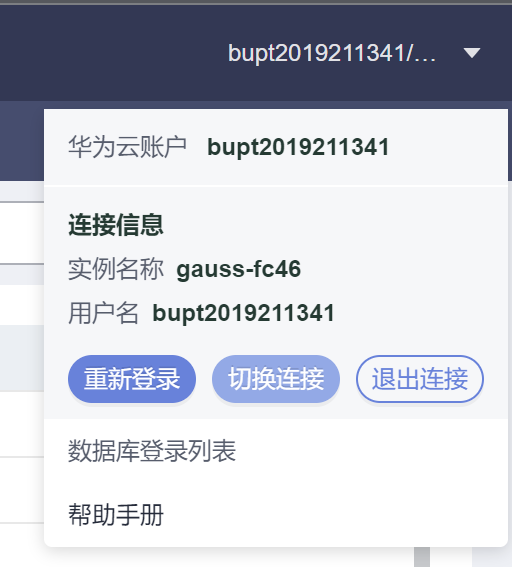 bupt2019211341/...
华为云账户 bupt2019211341
连接信息
实例名称 gauss-fc46
用户名 bupt2019211341
重新登录 切换连接 退出连接
数据库登录列表
帮助手册